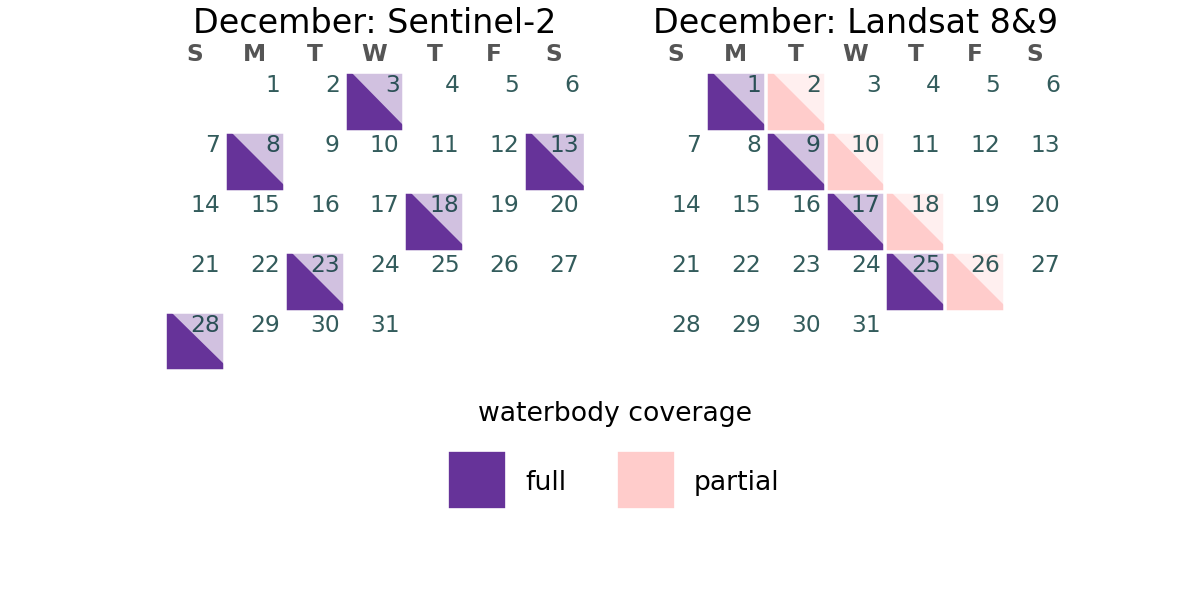 December: Sentinel-2
S M T W T F S
1 2 3 4 5 6
7 8 9 10 11 12 13
14 15 16 17 18 19 20
21 22 23 24 25 26 27
28 29 30 31
December: Landsat 8&9
S M T W T F S
1 2 3 4 5 6
7 8 9 10 11 12 13
14 15 16 17 18 19 20
21 22 23 24 25 26 27
28 29 30 31
waterbody coverage
full partial